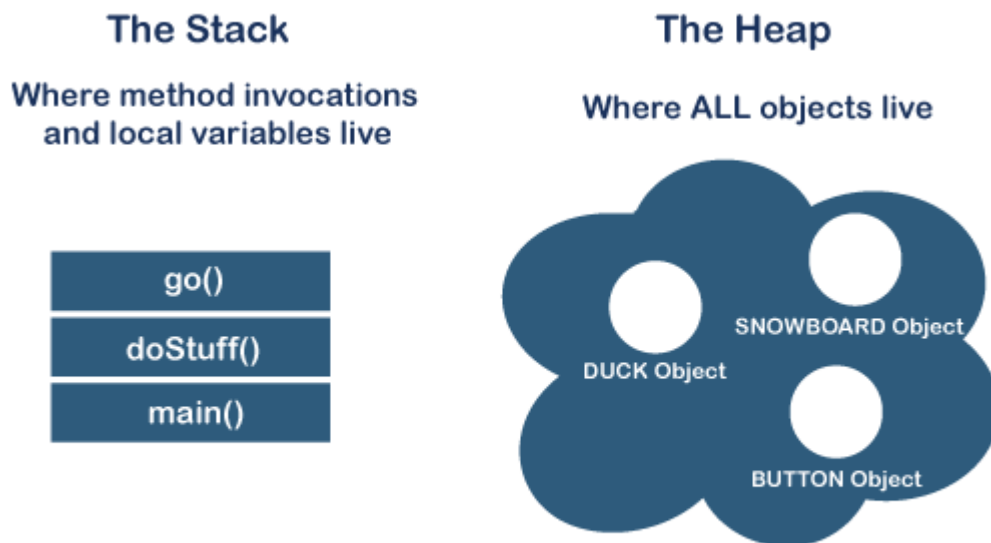 The Stack
Where method invocations
and local variables live
go()
doStuff()
main()
The Heap
Where ALL objects live
SNOWBOARD Object
DUCK Object
BUTTON Object